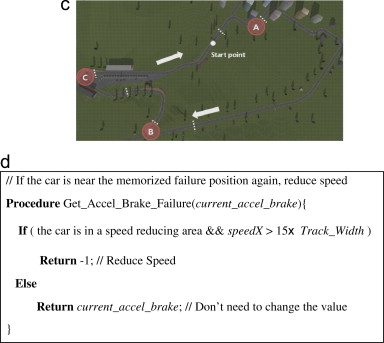 c
A
Start point
C
B
d
// If the car is near the memorized failure position again, reduce speed
Procedure Get_Accel_Brake_Failure(current_accel_brake){
If ( the car is in a speed reducing area && speedX > 15x Track_Width )
Return -1; // Reduce Speed
Else
Return current_accel_brake; // Don’t need to change the value
}